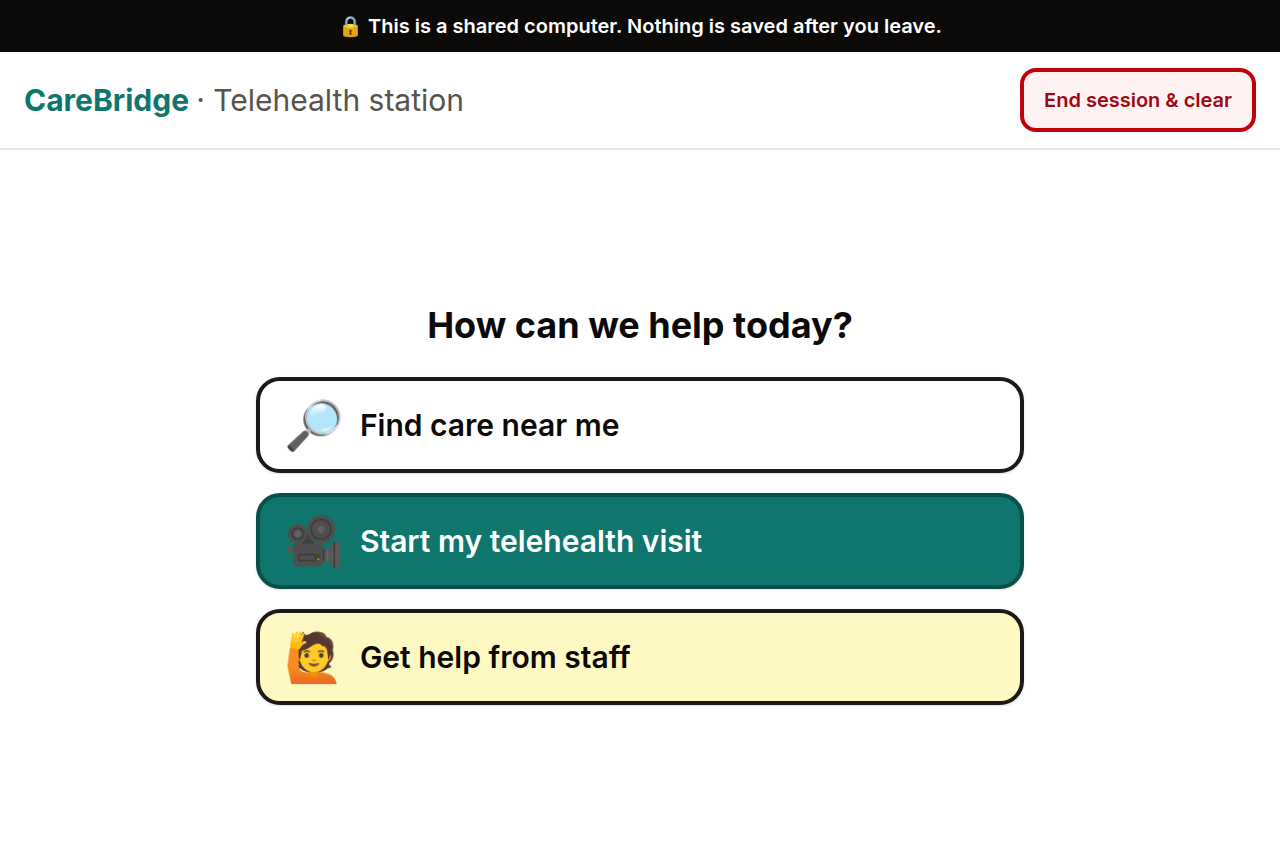 🔒 This is a shared computer. Nothing is saved after you leave.
CareBridge · Telehealth station
End session & clear
How can we help today?
Find care near me
Start my telehealth visit
Get help from staff